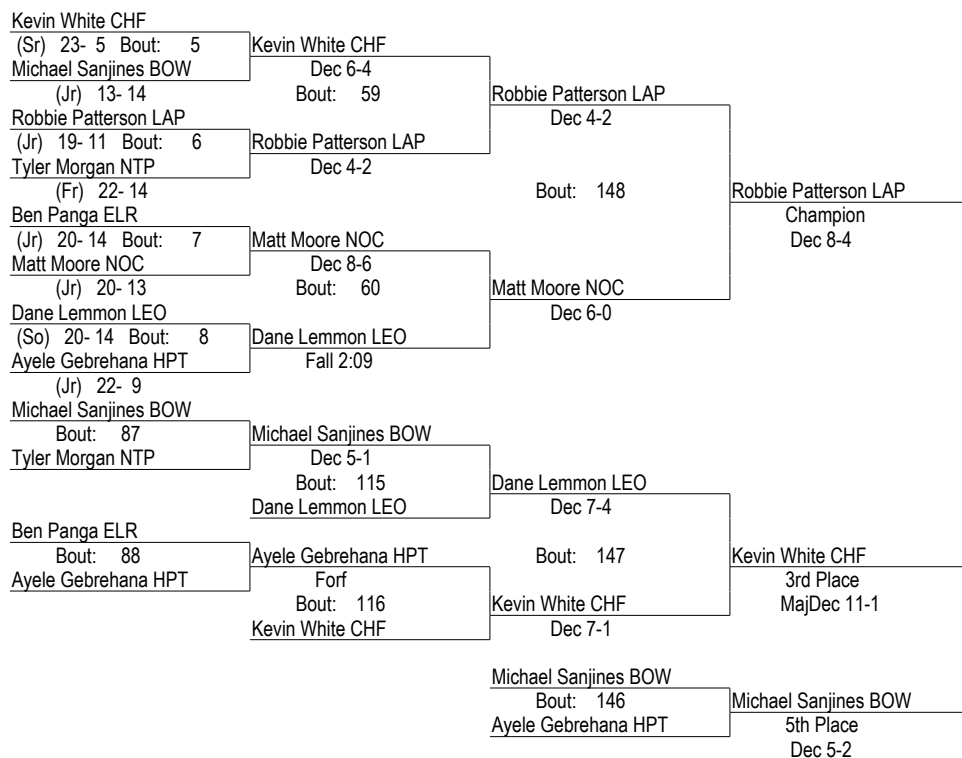 Kevin White CHF
(Sr) 23- 5 Bout: 5 Kevin White CHF
Michael Sanjines BOW Dec 6-4
(Jr) 13- 14 Bout: 59 Robbie Patterson LAP
Robbie Patterson LAP Dec 4-2
(Jr) 19- 11 Bout: 6 Robbie Patterson LAP
Tyler Morgan NTP Dec 4-2
(Fr) 22- 14 Bout: 148 Robbie Patterson LAP
Ben Panga ELR Champion
(Jr) 20- 14 Bout: 7 Matt Moore NOC Dec 8-4
Matt Moore NOC Dec 8-6
(Jr) 20- 13 Bout: 60 Matt Moore NOC
Dane Lemmon LEO Dec 6-0
(So) 20- 14 Bout: 8 Dane Lemmon LEO
Ayele Gebrehana HPT Fall 2:09
(Jr) 22- 9
Michael Sanjines BOW
Bout: 87 Michael Sanjines BOW
Tyler Morgan NTP Dec 5-1
Bout: 115 Dane Lemmon LEO
Dane Lemmon LEO Dec 7-4
Ben Panga ELR
Bout: 88 Ayele Gebrehana HPT Bout: 147 Kevin White CHF
Ayele Gebrehana HPT Forf 3rd Place
Bout: 116 Kevin White CHF MajDec 11-1
Kevin White CHF Dec 7-1
Michael Sanjines BOW
Bout: 146 Michael Sanjines BOW
Ayele Gebrehana HPT 5th Place
Dec 5-2